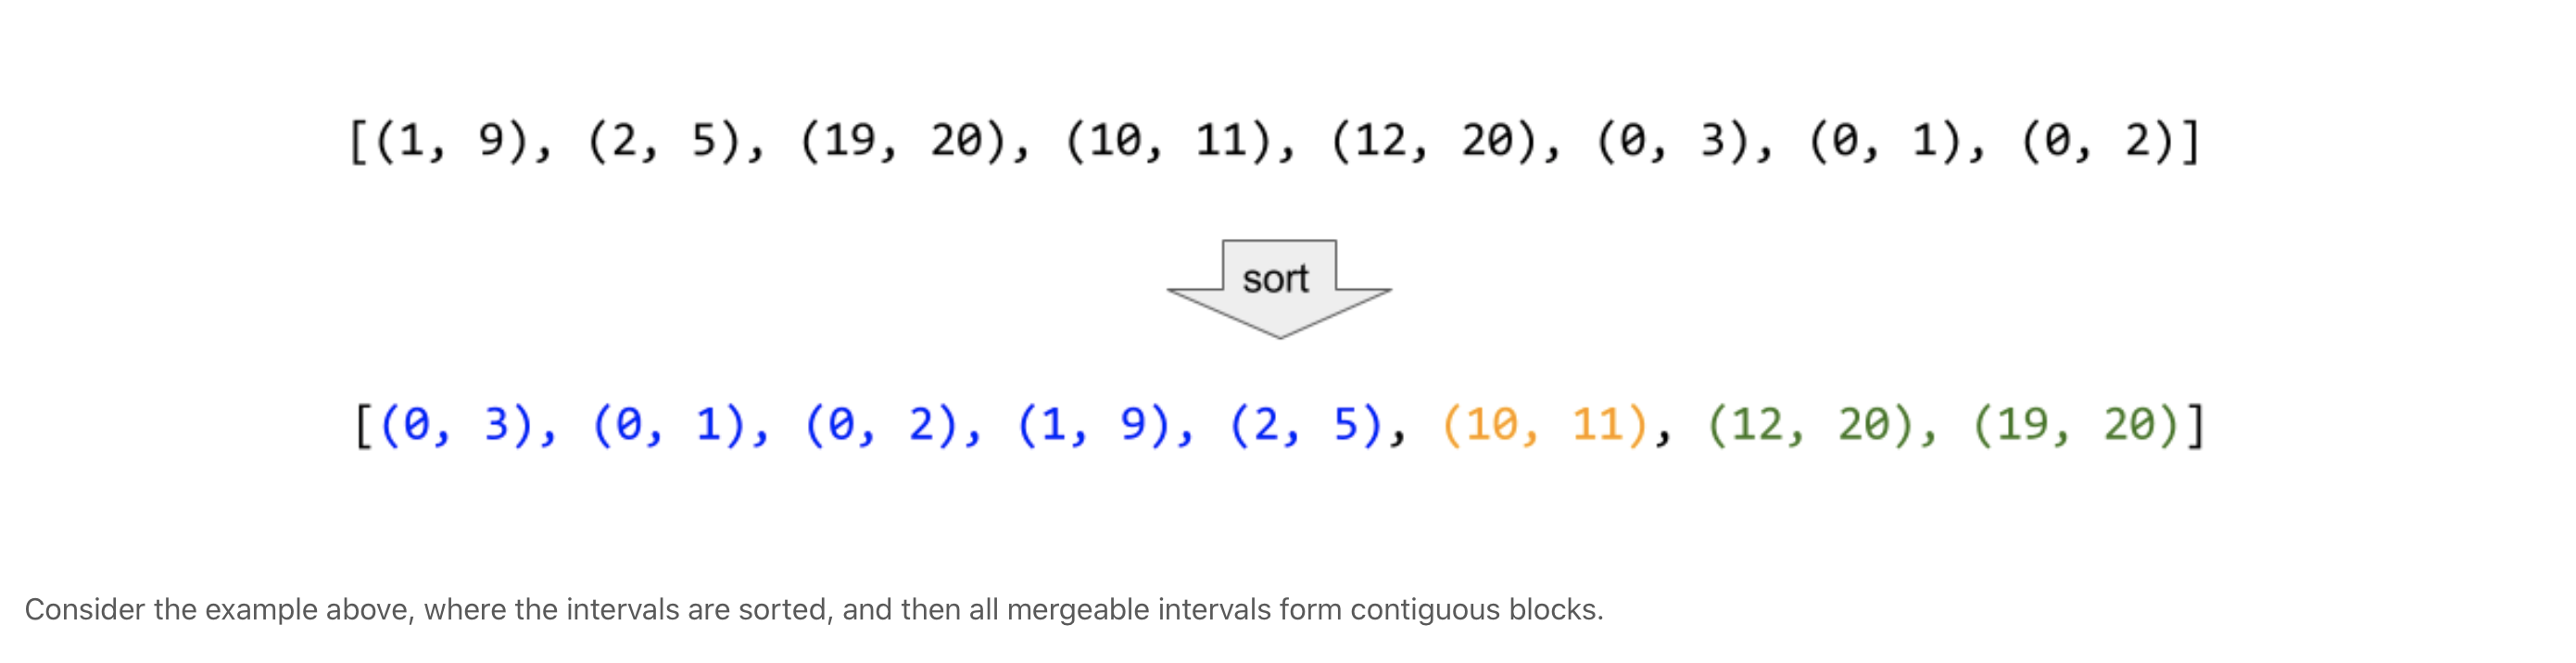 [(1, 9), (2, 5), (19, 20), (10, 11), (12, 20), (0, 3), (0, 1), (0, 2)]
sort
[(0, 3), (0, 1), (0, 2), (1, 9), (2, 5), (10, 11), (12, 20), (19, 20)]
Consider the example above, where the intervals are sorted, and then all mergeable intervals form contiguous blocks.